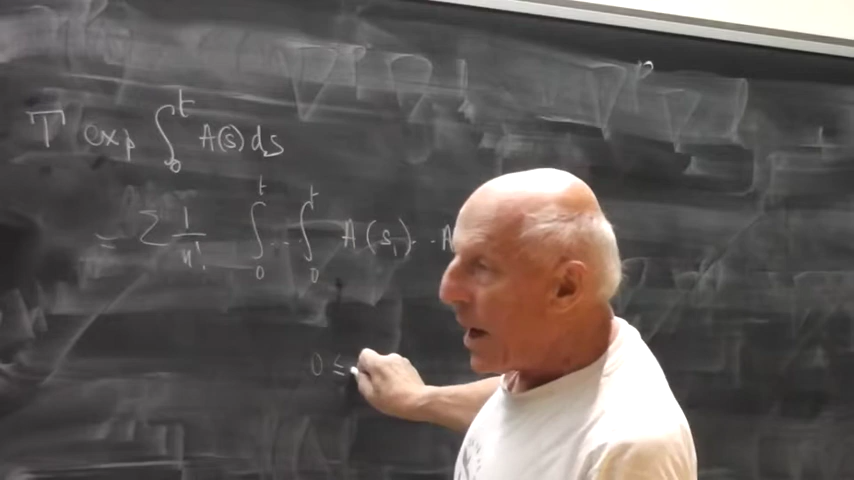 T exp ∫₀ᵗ A(s) ds
= Σ 1/n! ∫₀ᵗ ... ∫₀ᵗ A(s₁) .. A
0 ≤